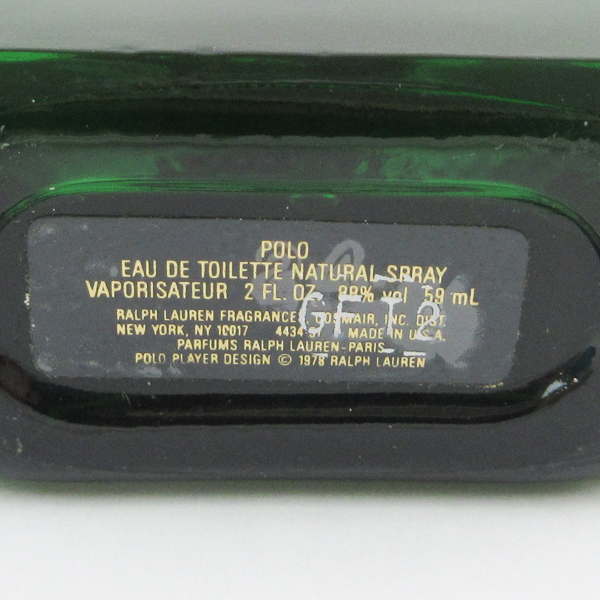 POLO
EAU DE TOILETTE NATURAL SPRAY
VAPORISATEUR 2 FL. OZ. 88% vol 59 mL
RALPH LAUREN FRAGRANCES, COSMAIR, INC. DIST.
NEW YORK, NY 10017 4434 MADE IN U.S.A.
PARFUMS RALPH LAUREN-PARIS
POLO PLAYER DESIGN © 1978 RALPH LAUREN